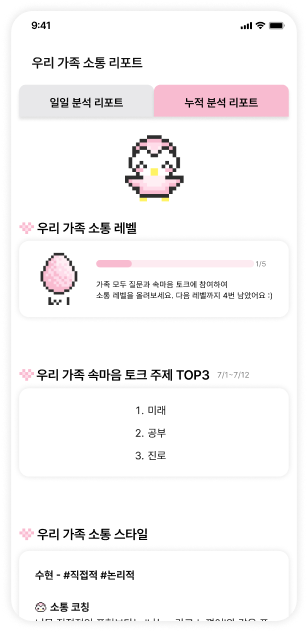 9:41
우리 가족 소통 리포트
일일 분석 리포트
누적 분석 리포트
우리 가족 소통 레벨
1/5
가족 모두 질문과 속마음 토크에 참여하여
소통 레벨을 올려보세요. 다음 레벨까지 4번 남았어요 :)
우리 가족 속마음 토크 주제 TOP3 7/1~7/12
1. 미래
2. 공부
3. 진로
우리 가족 소통 스타일
수현 - #직접적 #논리적
소통 코칭